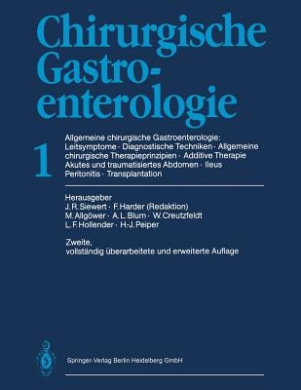 Chirurgische
Gastro-
enterologie
1
Allgemeine chirurgische Gastroenterologie:
Leitsymptome · Diagnostische Techniken · Allgemeine
chirurgische Therapieprinzipien · Additive Therapie
Akutes und traumatisiertes Abdomen · Ileus
Peritonitis · Transplantation
Herausgeber
J.R.Siewert · F.Harder (Redaktion)
M.Allgöwer · A.L.Blum · W.Creutzfeldt
L.F.Hollender · H.-J.Peiper
Zweite,
vollständig überarbeitete und erweiterte Auflage
Springer-Verlag Berlin Heidelberg GmbH